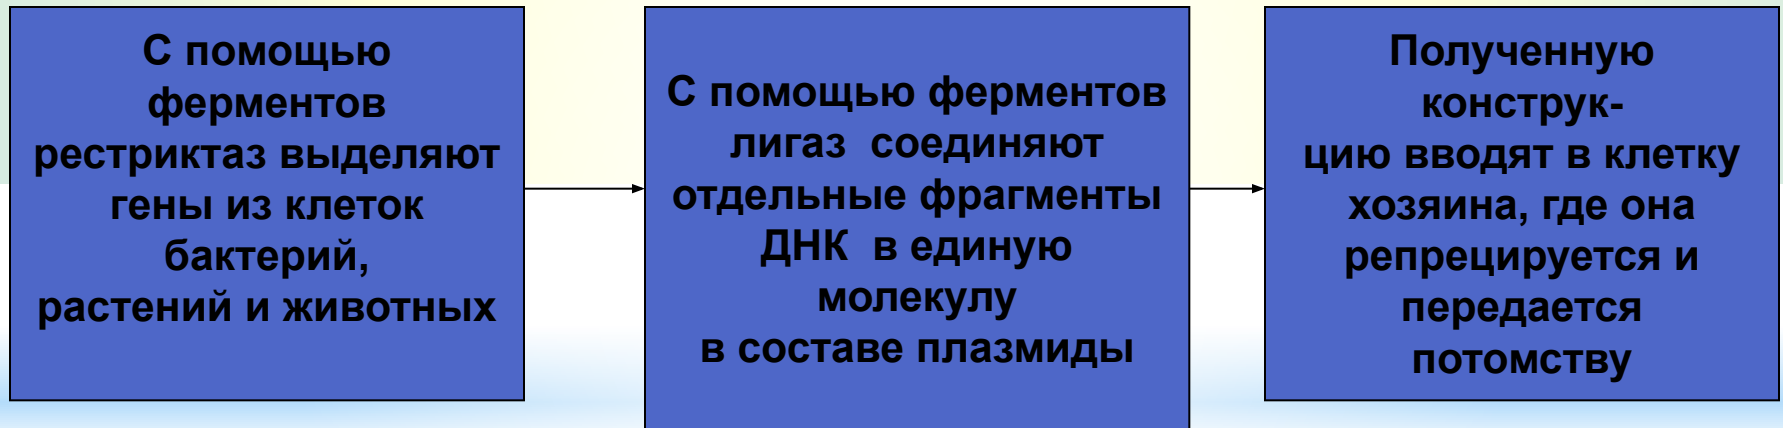 С помощью
ферментов
рестриктаз выделяют
гены из клеток
бактерий,
растений и животных
С помощью ферментов
лигаз  соединяют
отдельные фрагменты
ДНК  в единую
молекулу
в составе плазмиды
Полученную
конструк-
цию вводят в клетку
хозяина, где она
репрецируется и
передается
потомству